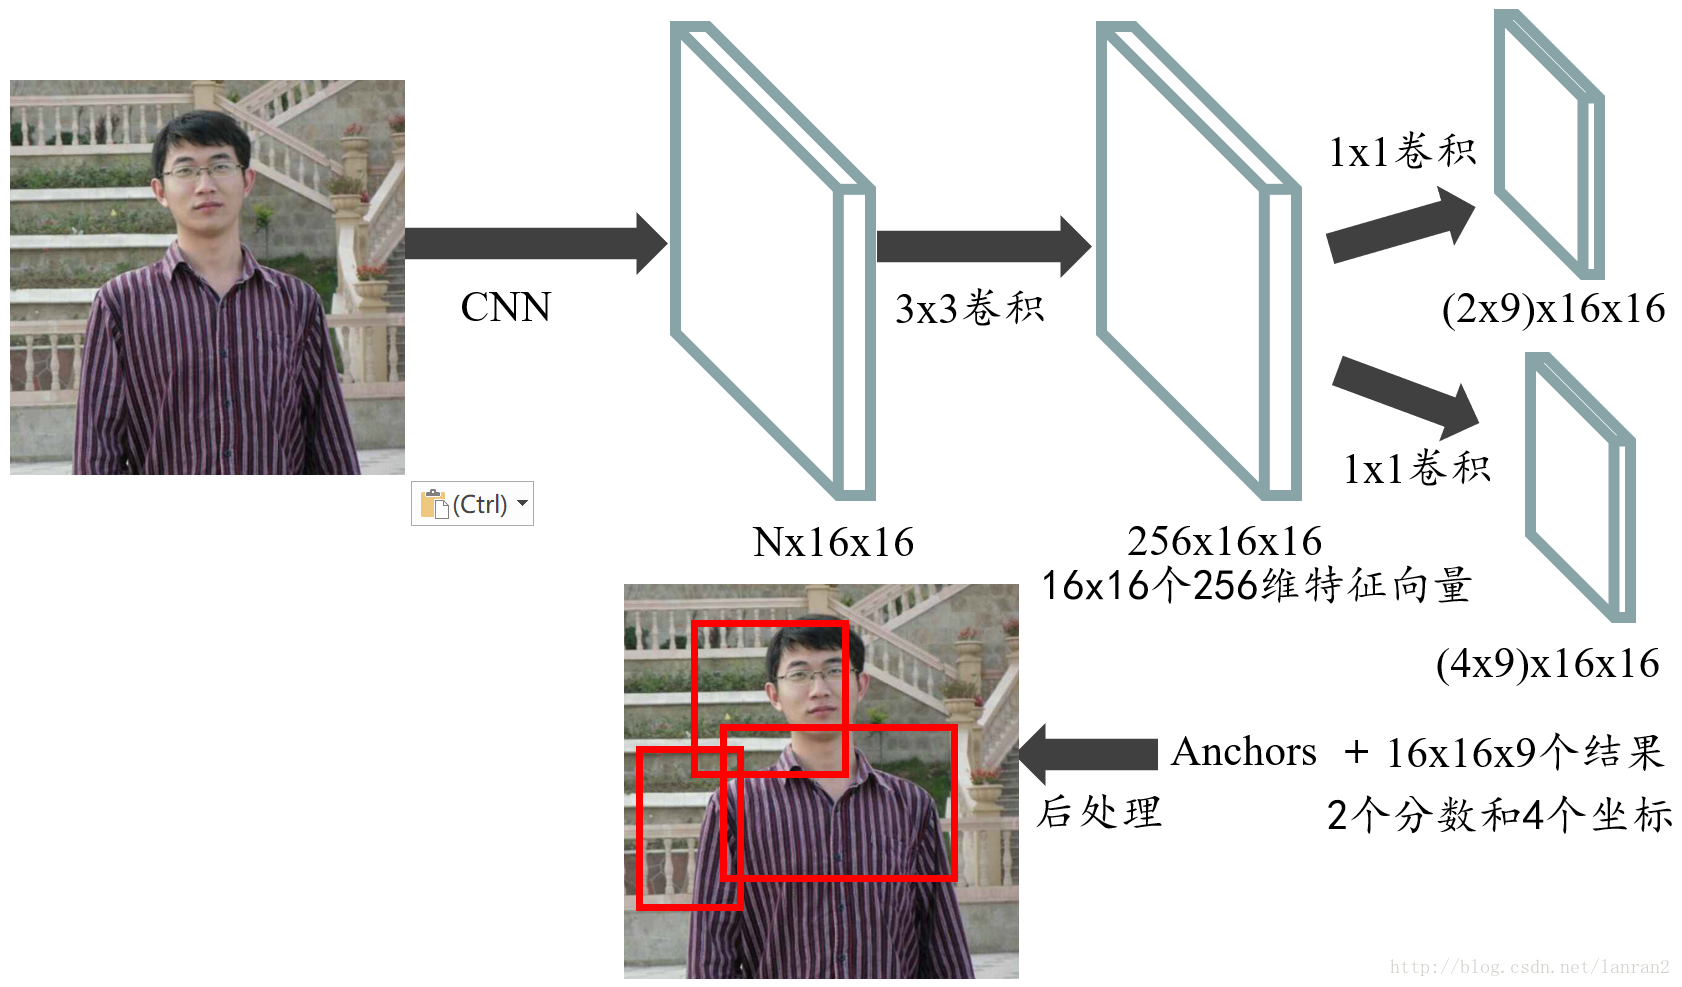 CNN
3x3卷积
1x1卷积
(2x9)x16x16
1x1卷积
(Ctrl)
Nx16x16
256x16x16
16x16个256维特征向量
(4x9)x16x16
Anchors + 16x16x9个结果
后处理
2个分数和4个坐标
http://blog.csdn.net/lanran2